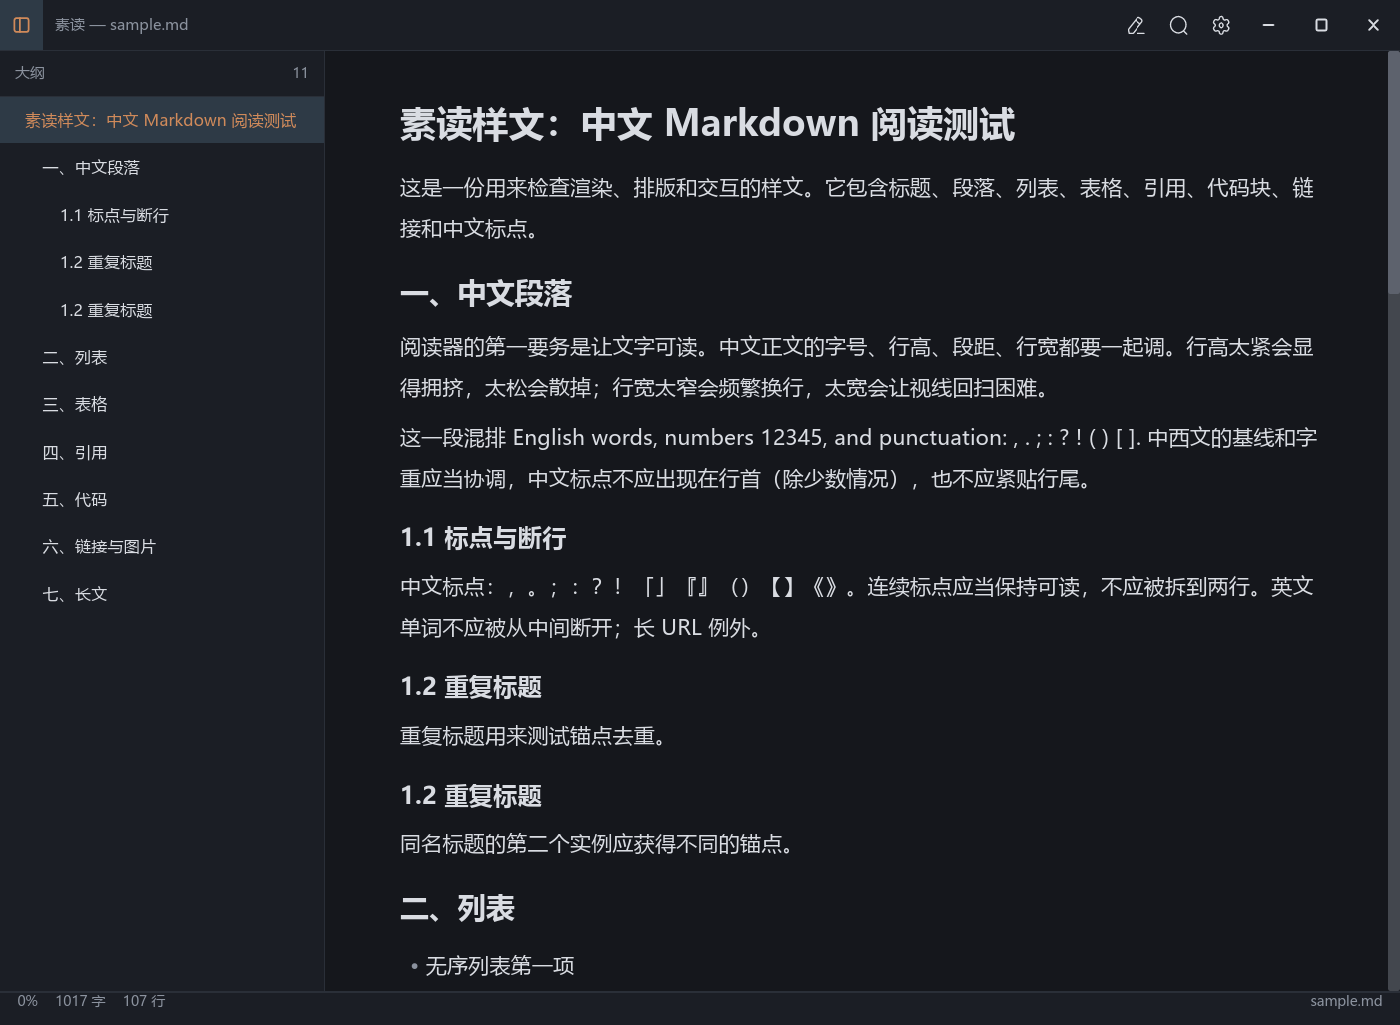 素读 — sample.md
大纲 11
素读样文：中文 Markdown 阅读测试
一、中文段落
1.1 标点与断行
1.2 重复标题
1.2 重复标题
二、列表
三、表格
四、引用
五、代码
六、链接与图片
七、长文
素读样文：中文 Markdown 阅读测试
这是一份用来检查渲染、排版和交互的样文。它包含标题、段落、列表、表格、引用、代码块、链
接和中文标点。
一、中文段落
阅读器的第一要务是让文字可读。中文正文的字号、行高、段距、行宽都要一起调。行高太紧会显
得拥挤，太松会散掉；行宽太窄会频繁换行，太宽会让视线回扫困难。
这一段混排 English words, numbers 12345, and punctuation: , . ; : ? ! ( ) [ ]. 中西文的基线和字
重应当协调，中文标点不应出现在行首（除少数情况），也不应紧贴行尾。
1.1 标点与断行
中文标点：，。；：？！「」『』（）【】《》。连续标点应当保持可读，不应被拆到两行。英文
单词不应被从中间断开；长 URL 例外。
1.2 重复标题
重复标题用来测试锚点去重。
1.2 重复标题
同名标题的第二个实例应获得不同的锚点。
二、列表
• 无序列表第一项
0% 1017 字 107 行 sample.md